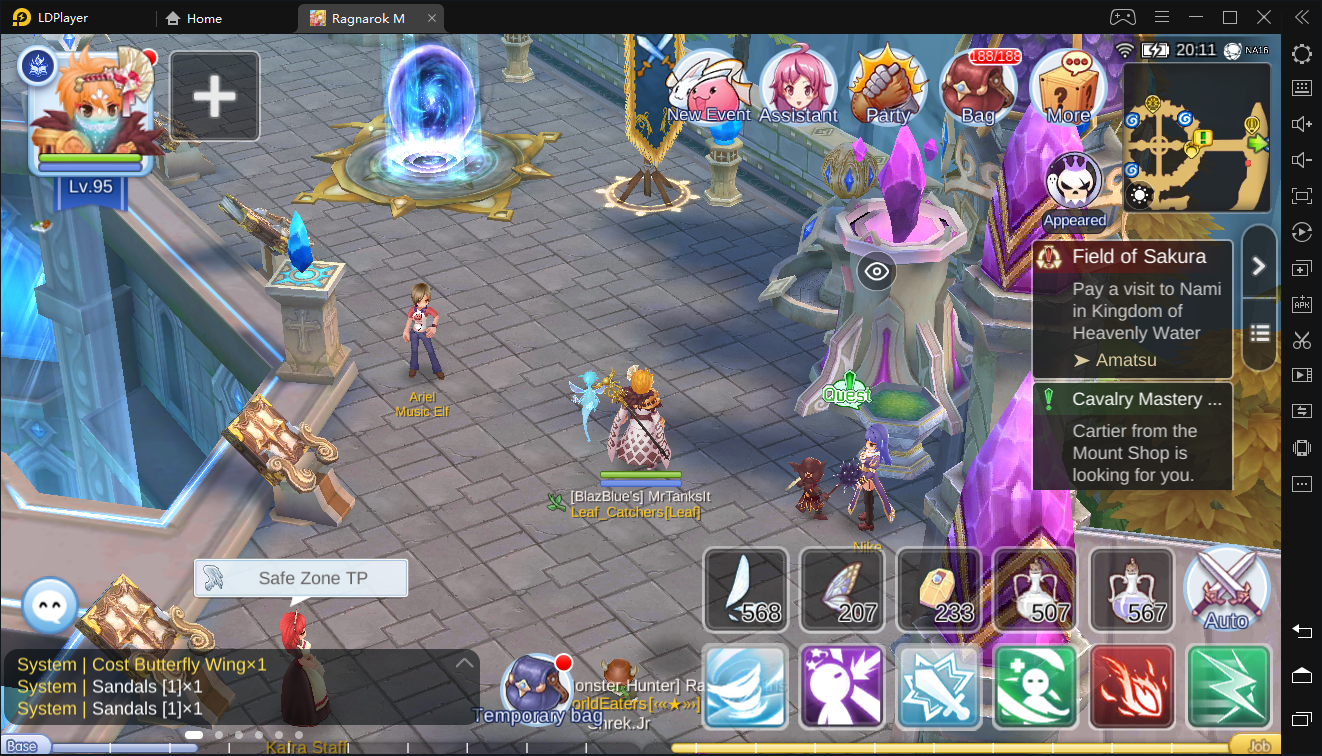 LDPlayer
Home
Ragnarok M
20:11
NA16
188/188
New Event
Assistant
Party
Bag
More
Lv.95
Appeared
Field of Sakura
Pay a visit to Nami
in Kingdom of
Heavenly Water
Amatsu
Quest
Cavalry Mastery ...
Cartier from the
Mount Shop is
looking for you.
Ariel
Music Elf
[BlazBlue's] MrTanksIt
Leaf_Catchers[Leaf]
Nike
Safe Zone TP
568
207
233
507
567
Auto
System | Cost Butterfly Wing×1
System | Sandals [1]×1
System | Sandals [1]×1
Temporary bag
Shrek.Jr
Kafra Staff
Base
Job
APK